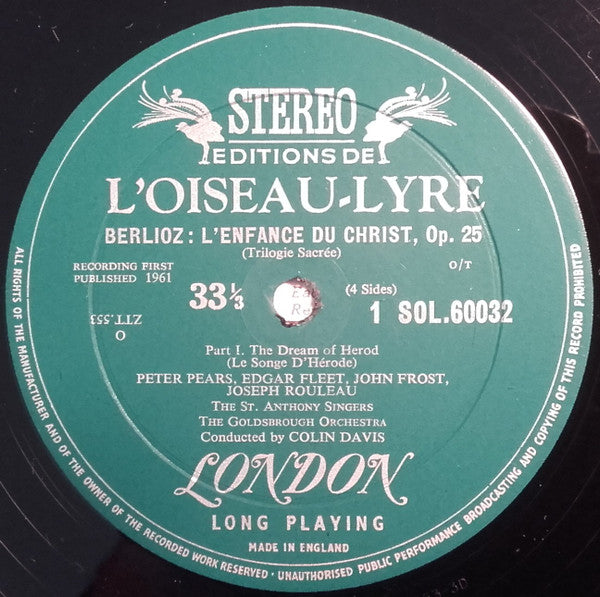 STEREO
EDITIONS DE
L'OISEAU-LYRE
BERLIOZ: L'ENFANCE DU CHRIST, Op. 25
(Trilogie Sacrée)
RECORDING FIRST
PUBLISHED 1961
O/T
33⅓
(4 Sides)
1 SOL.60032
ZTT.553
O
Part I. The Dream of Herod
(Le Songe D'Hérode)
PETER PEARS, EDGAR FLEET, JOHN FROST,
JOSEPH ROULEAU
The St. Anthony Singers
The Goldsbrough Orchestra
Conducted by COLIN DAVIS
LONDON
LONG PLAYING
MADE IN ENGLAND
ALL RIGHTS OF THE MANUFACTURER AND OF THE OWNER OF THE RECORDED WORK RESERVED · UNAUTHORISED PUBLIC PERFORMANCE BROADCASTING AND COPYING OF THIS RECORD PROHIBITED